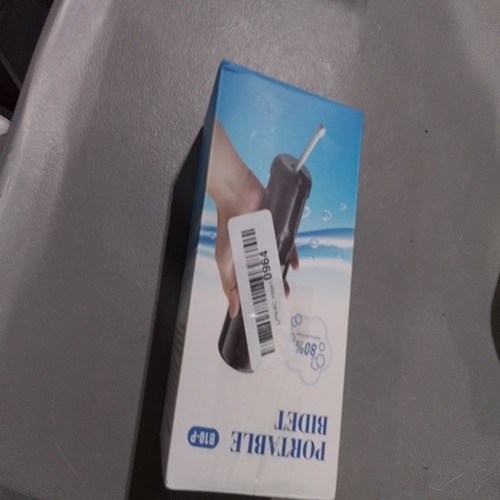 PORTABLE
BIDET
B10-P
80%
0964